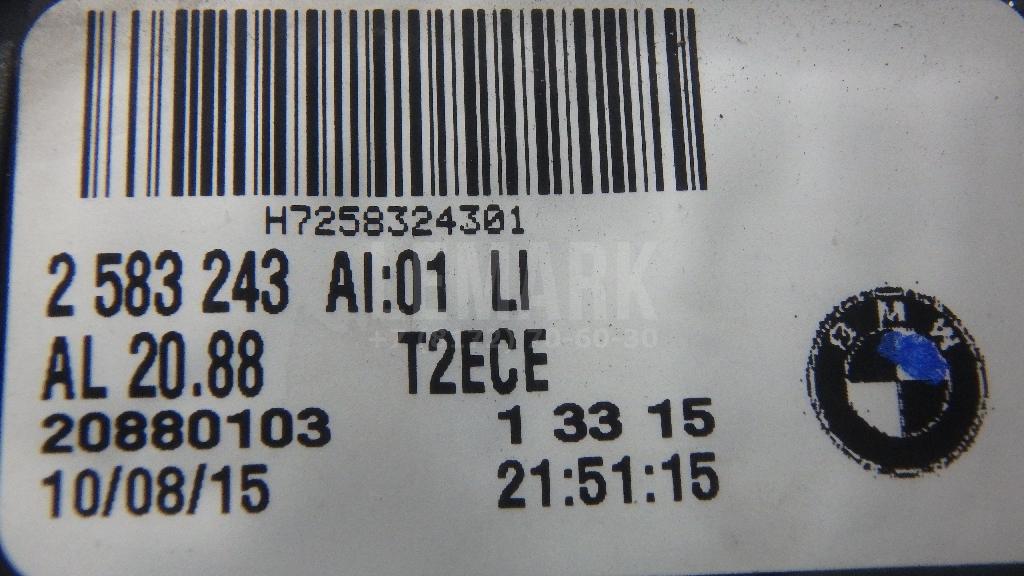 H7258324301
2 583 243 AI:01 LI
AL 20.88 T2ECE
20880103 1 33 15
10/08/15 21:51:15
BMW